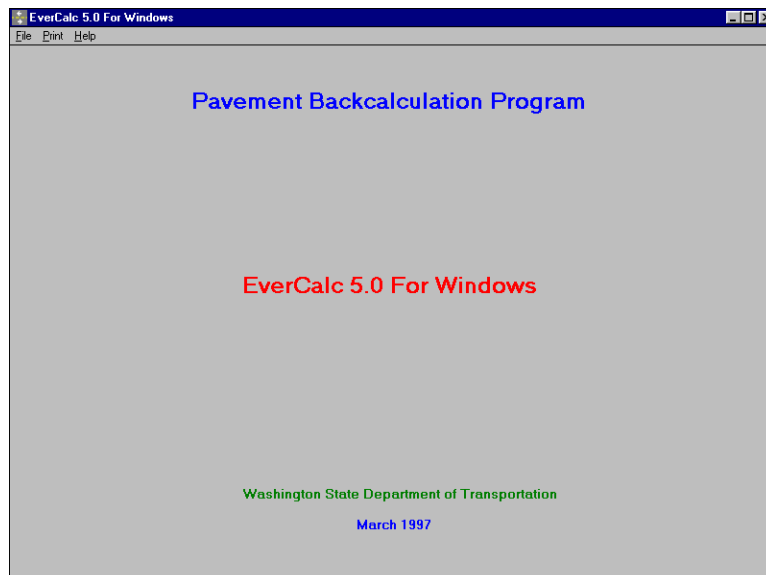 EverCalc 5.0 For Windows
File Print Help
Pavement Backcalculation Program
EverCalc 5.0 For Windows
Washington State Department of Transportation
March 1997